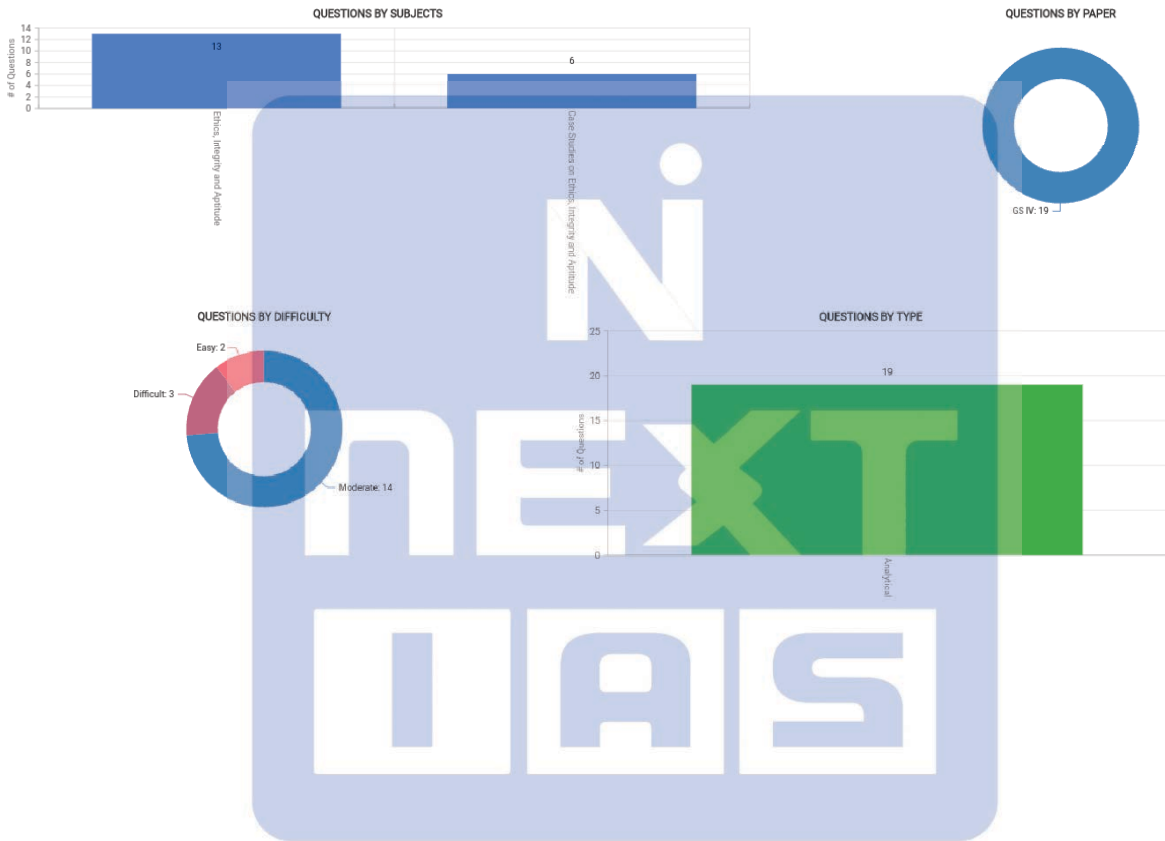 QUESTIONS BY SUBJECTS
14
12
10
8
6
4
2
0
# of Questions
13
6
Ethics, Integrity and Aptitude
Case Studies on Ethics, Integrity and Aptitude
QUESTIONS BY PAPER
GS IV: 19
QUESTIONS BY DIFFICULTY
Easy: 2
Difficult: 3
Moderate: 14
QUESTIONS BY TYPE
25
20
15
10
5
0
# of Questions
19
Analytical
N
NEXT
IAS